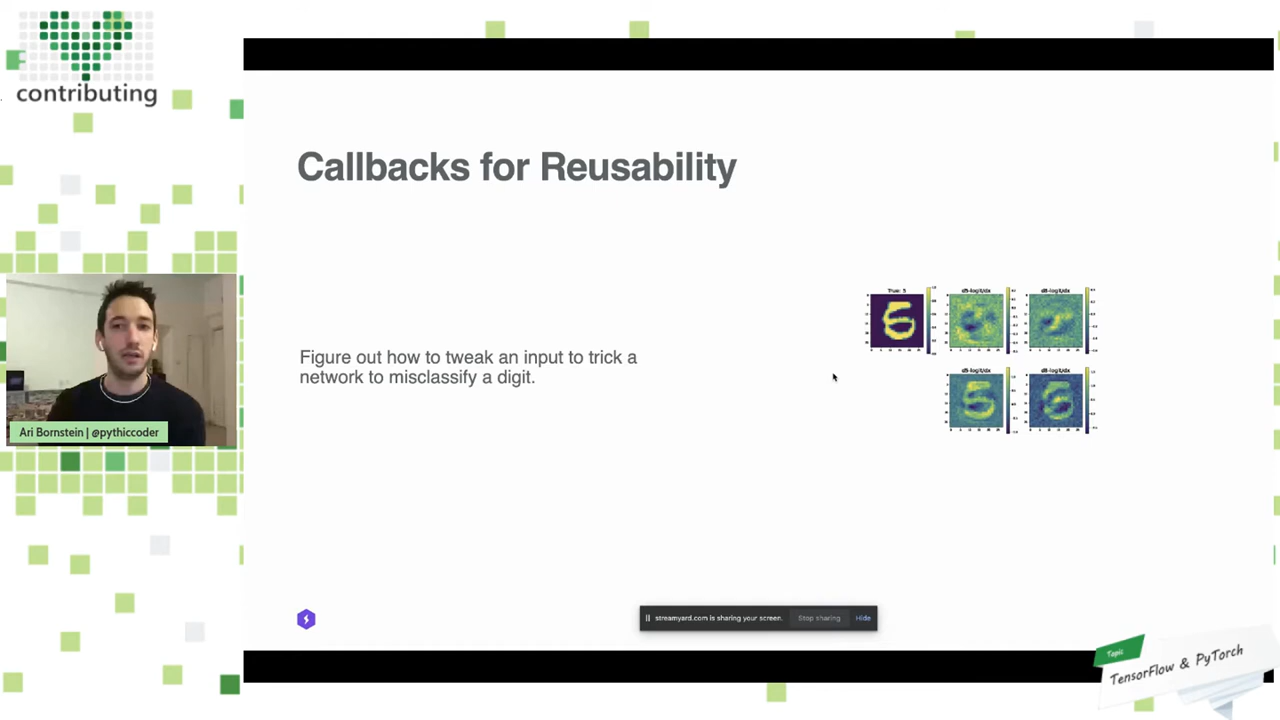 contributing
Callbacks for Reusability
Figure out how to tweak an input to trick a
network to misclassify a digit.
True: 5
Ari Bornstein | @pythiccoder
streamyard.com is sharing your screen.
Stop sharing
Hide
Topic
TensorFlow & PyTorch